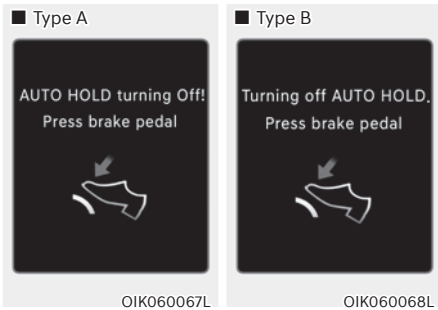 ■ Type A
AUTO HOLD turning Off!
Press brake pedal
OIK060067L
■ Type B
Turning off AUTO HOLD.
Press brake pedal
OIK060068L